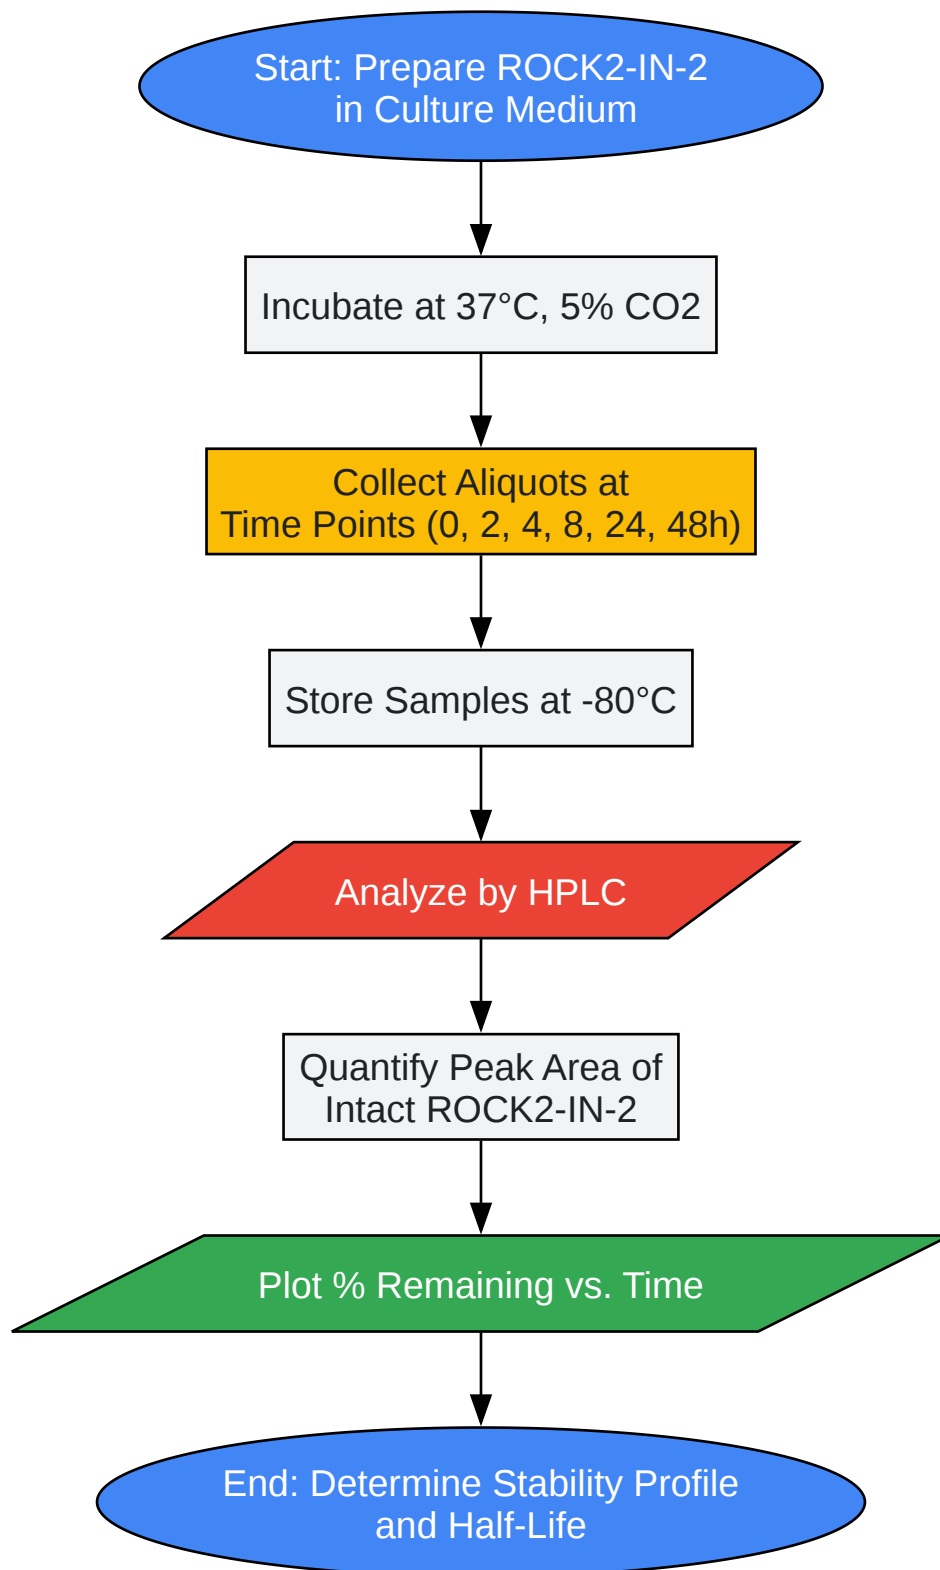 Start: Prepare ROCK2-IN-2
in Culture Medium
Incubate at 37°C, 5% CO2
Collect Aliquots at
Time Points (0, 2, 4, 8, 24, 48h)
Store Samples at -80°C
Analyze by HPLC
Quantify Peak Area of
Intact ROCK2-IN-2
Plot % Remaining vs. Time
End: Determine Stability Profile
and Half-Life